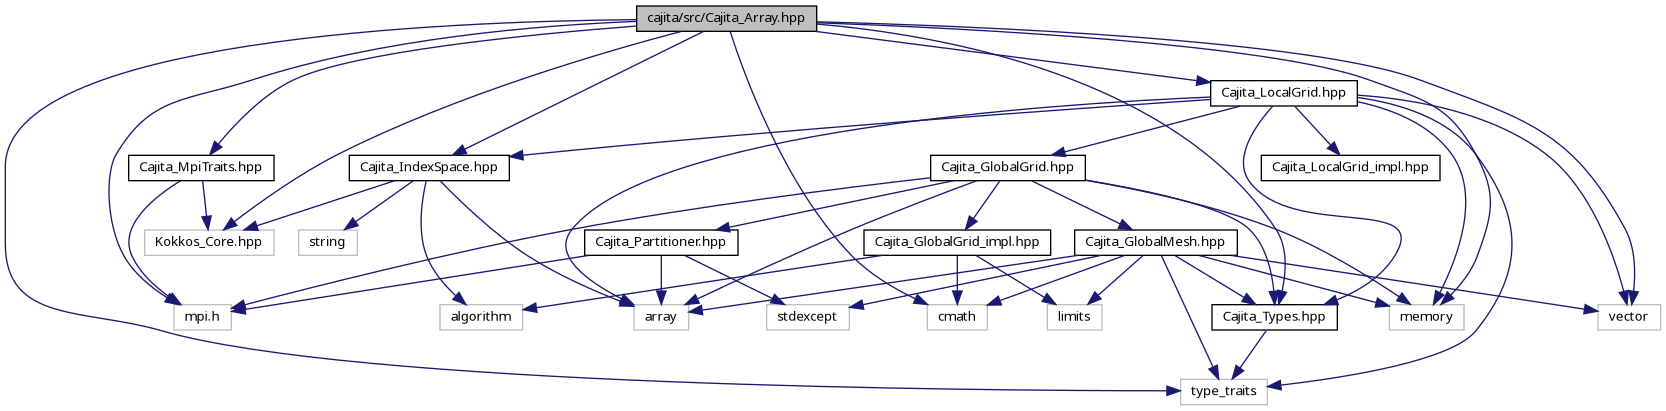 cajita/src/Cajita_Array.hpp
Cajita_LocalGrid.hpp
Cajita_MpiTraits.hpp
Cajita_IndexSpace.hpp
Cajita_GlobalGrid.hpp
Cajita_LocalGrid_impl.hpp
Kokkos_Core.hpp
string
Cajita_Partitioner.hpp
Cajita_GlobalGrid_impl.hpp
Cajita_GlobalMesh.hpp
mpi.h
algorithm
array
stdexcept
cmath
limits
Cajita_Types.hpp
memory
vector
type_traits